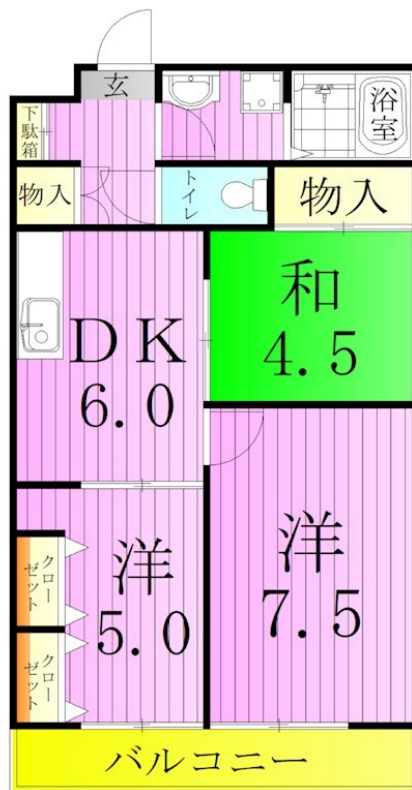 玄
下駄箱
浴室
物入
トイレ
物入
和
4.5
DK
6.0
洋
5.0
洋
7.5
クローゼット
クローゼット
バルコニー